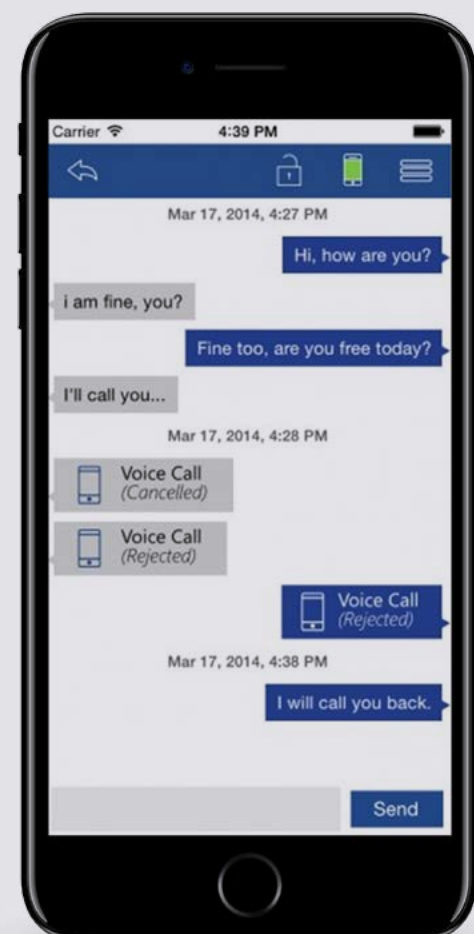 Carrier 4:39 PM
Mar 17, 2014, 4:27 PM
Hi, how are you?
i am fine, you?
Fine too, are you free today?
I'll call you...
Mar 17, 2014, 4:28 PM
Voice Call
(Cancelled)
Voice Call
(Rejected)
Voice Call
(Rejected)
Mar 17, 2014, 4:38 PM
I will call you back.
Send